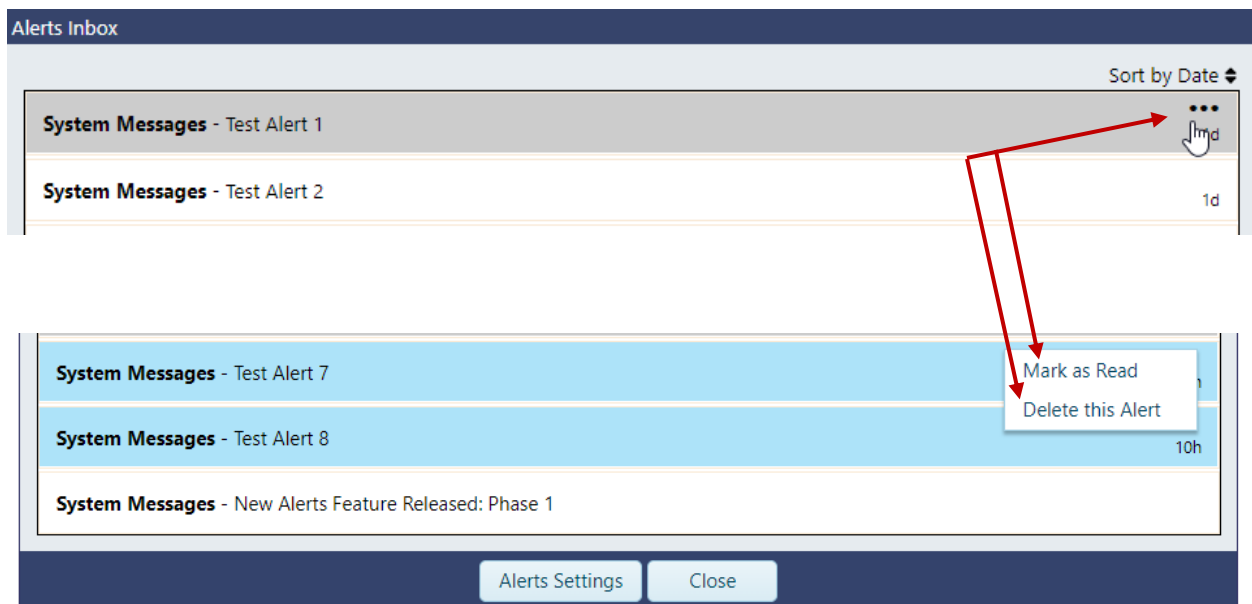 Alerts Inbox
Sort by Date
System Messages - Test Alert 1
System Messages - Test Alert 2
1d
System Messages - Test Alert 7
Mark as Read
Delete this Alert
System Messages - Test Alert 8
10h
System Messages - New Alerts Feature Released: Phase 1
Alerts Settings
Close